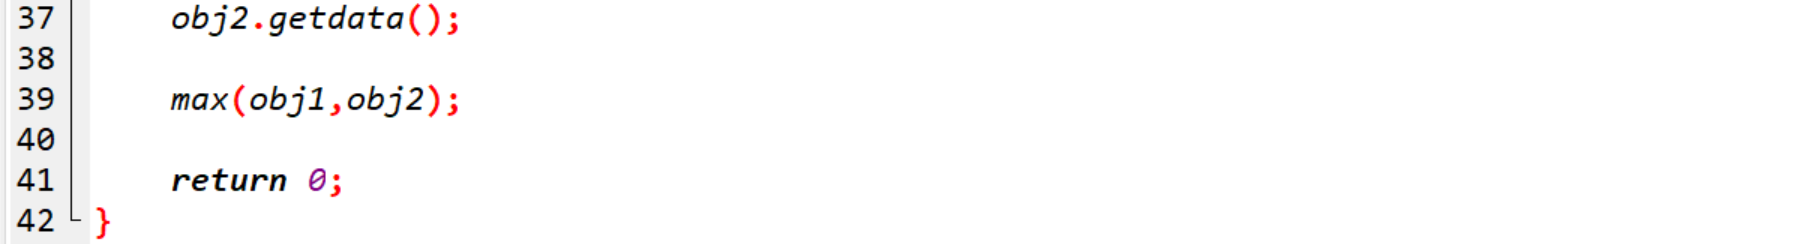 37 obj2.getdata();
38
39 max(obj1,obj2);
40
41 return 0;
42 }